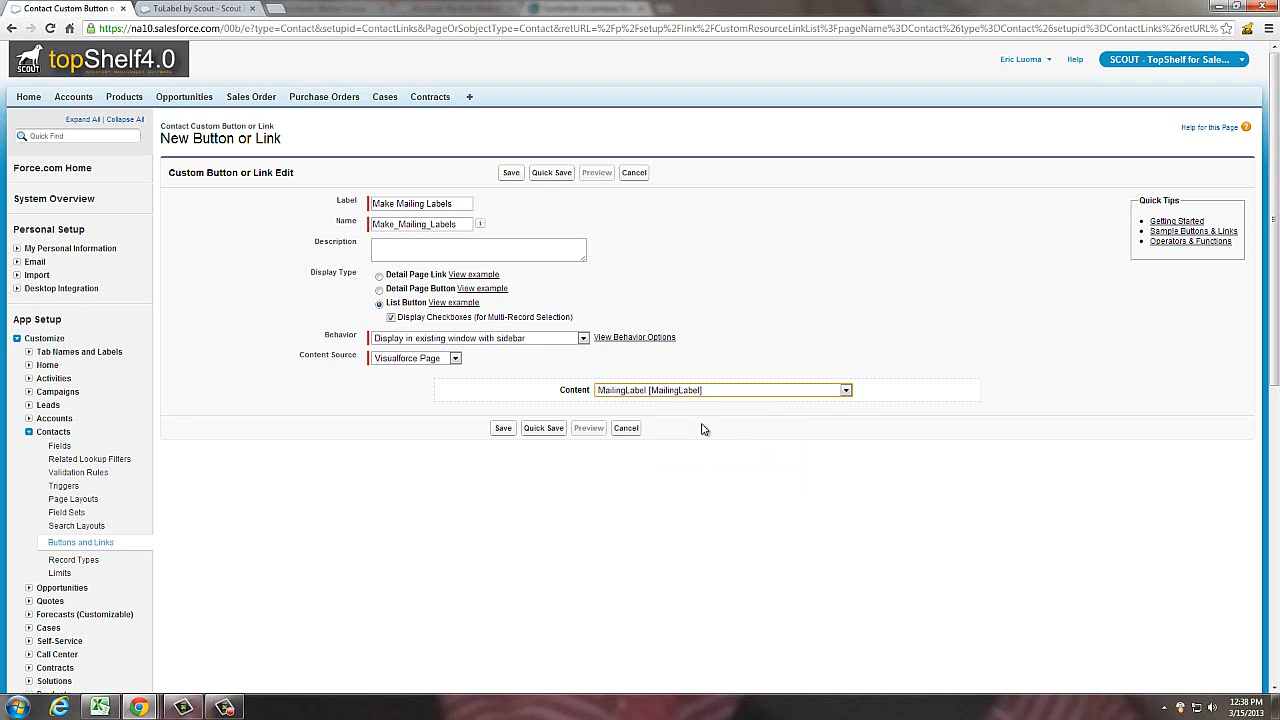 Contact Custom Button o
TuLabel by Scout - Scout
https://na10.salesforce.com/00b/e?type=Contact&setupid=ContactLinks&PageOrSobjectType=Contact&retURL=%2Fp%2Fsetup%2Flink%2FCustomResourceLinkList%3FpageName%3DContact%26type%3DContact%26setupid%3DContactLinks%26retURL%
SCOUT
topShelf4.0
Eric Luoma
Help
SCOUT - TopShelf for Sale...
Home
Accounts
Products
Opportunities
Sales Order
Purchase Orders
Cases
Contracts
+
Expand All | Collapse All
Quick Find
Force.com Home
System Overview
Personal Setup
My Personal Information
Email
Import
Desktop Integration
App Setup
Customize
Tab Names and Labels
Home
Activities
Campaigns
Leads
Accounts
Contacts
Fields
Related Lookup Filters
Validation Rules
Triggers
Page Layouts
Field Sets
Search Layouts
Buttons and Links
Record Types
Limits
Opportunities
Quotes
Forecasts (Customizable)
Cases
Self-Service
Call Center
Contracts
Solutions
Contact Custom Button or Link
New Button or Link
Help for this Page
Custom Button or Link Edit
Save
Quick Save
Preview
Cancel
Label
Make Mailing Labels
Name
Make_Mailing_Labels
i
Description
Display Type
Detail Page Link View example
Detail Page Button View example
List Button View example
Display Checkboxes (for Multi-Record Selection)
Behavior
Display in existing window with sidebar
View Behavior Options
Content Source
Visualforce Page
Content
MailingLabel [MailingLabel]
Save
Quick Save
Preview
Cancel
Quick Tips
Getting Started
Sample Buttons & Links
Operators & Functions
12:38 PM
3/15/2013